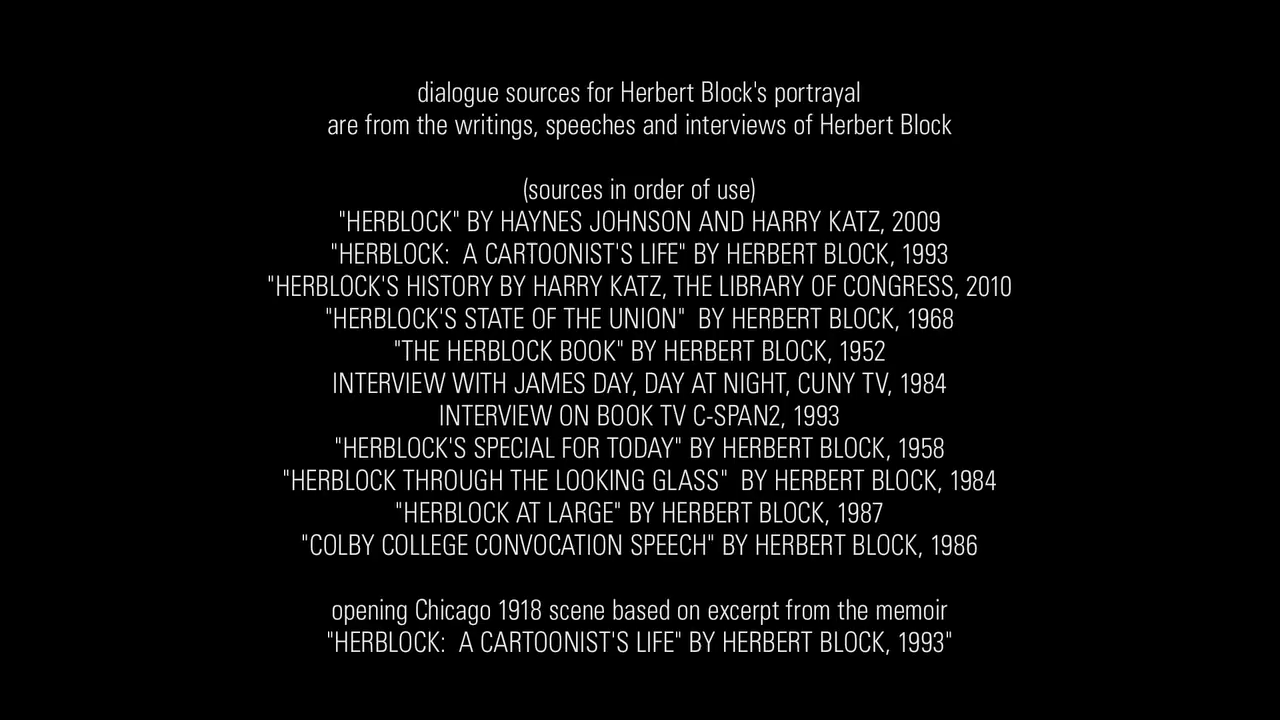 dialogue sources for Herbert Block's portrayal
are from the writings, speeches and interviews of Herbert Block
(sources in order of use)
"HERBLOCK" BY HAYNES JOHNSON AND HARRY KATZ, 2009
"HERBLOCK:  A CARTOONIST'S LIFE" BY HERBERT BLOCK, 1993
"HERBLOCK'S HISTORY BY HARRY KATZ, THE LIBRARY OF CONGRESS, 2010
"HERBLOCK'S STATE OF THE UNION"  BY HERBERT BLOCK, 1968
"THE HERBLOCK BOOK" BY HERBERT BLOCK, 1952
INTERVIEW WITH JAMES DAY, DAY AT NIGHT, CUNY TV, 1984
INTERVIEW ON BOOK TV C-SPAN2, 1993
"HERBLOCK'S SPECIAL FOR TODAY" BY HERBERT BLOCK, 1958
"HERBLOCK THROUGH THE LOOKING GLASS"  BY HERBERT BLOCK, 1984
"HERBLOCK AT LARGE" BY HERBERT BLOCK, 1987
"COLBY COLLEGE CONVOCATION SPEECH" BY HERBERT BLOCK, 1986
opening Chicago 1918 scene based on excerpt from the memoir
"HERBLOCK:  A CARTOONIST'S LIFE" BY HERBERT BLOCK, 1993"